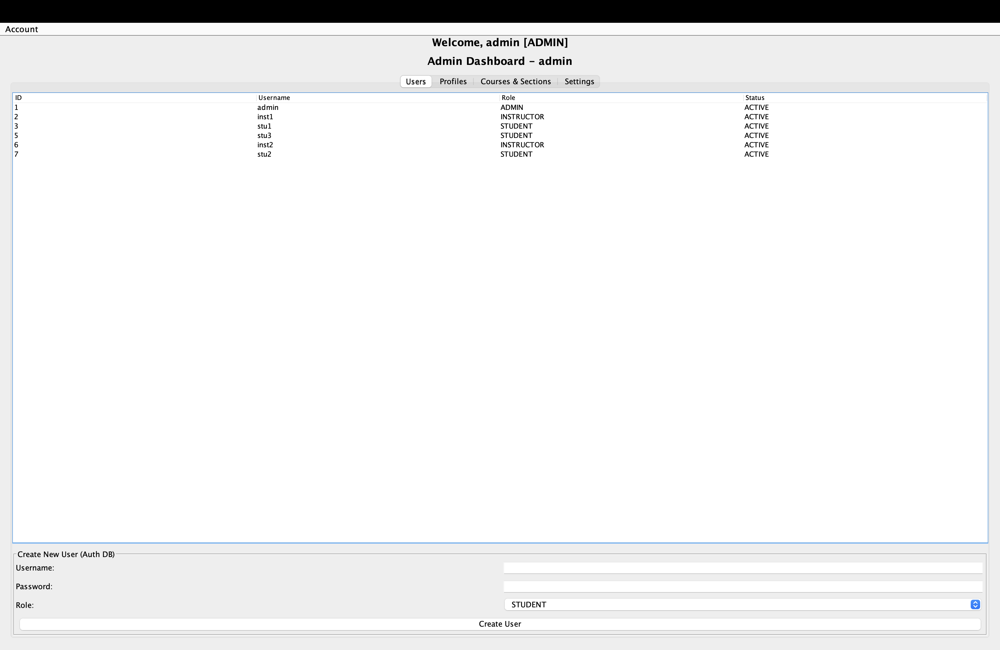 Account
Welcome, admin [ADMIN]
Admin Dashboard – admin
Users Profiles Courses & Sections Settings
ID Username Role Status
1 admin ADMIN ACTIVE
2 inst1 INSTRUCTOR ACTIVE
3 stu1 STUDENT ACTIVE
5 stu3 STUDENT ACTIVE
6 inst2 INSTRUCTOR ACTIVE
7 stu2 STUDENT ACTIVE
Create New User (Auth DB)
Username:
Password:
Role: STUDENT
Create User